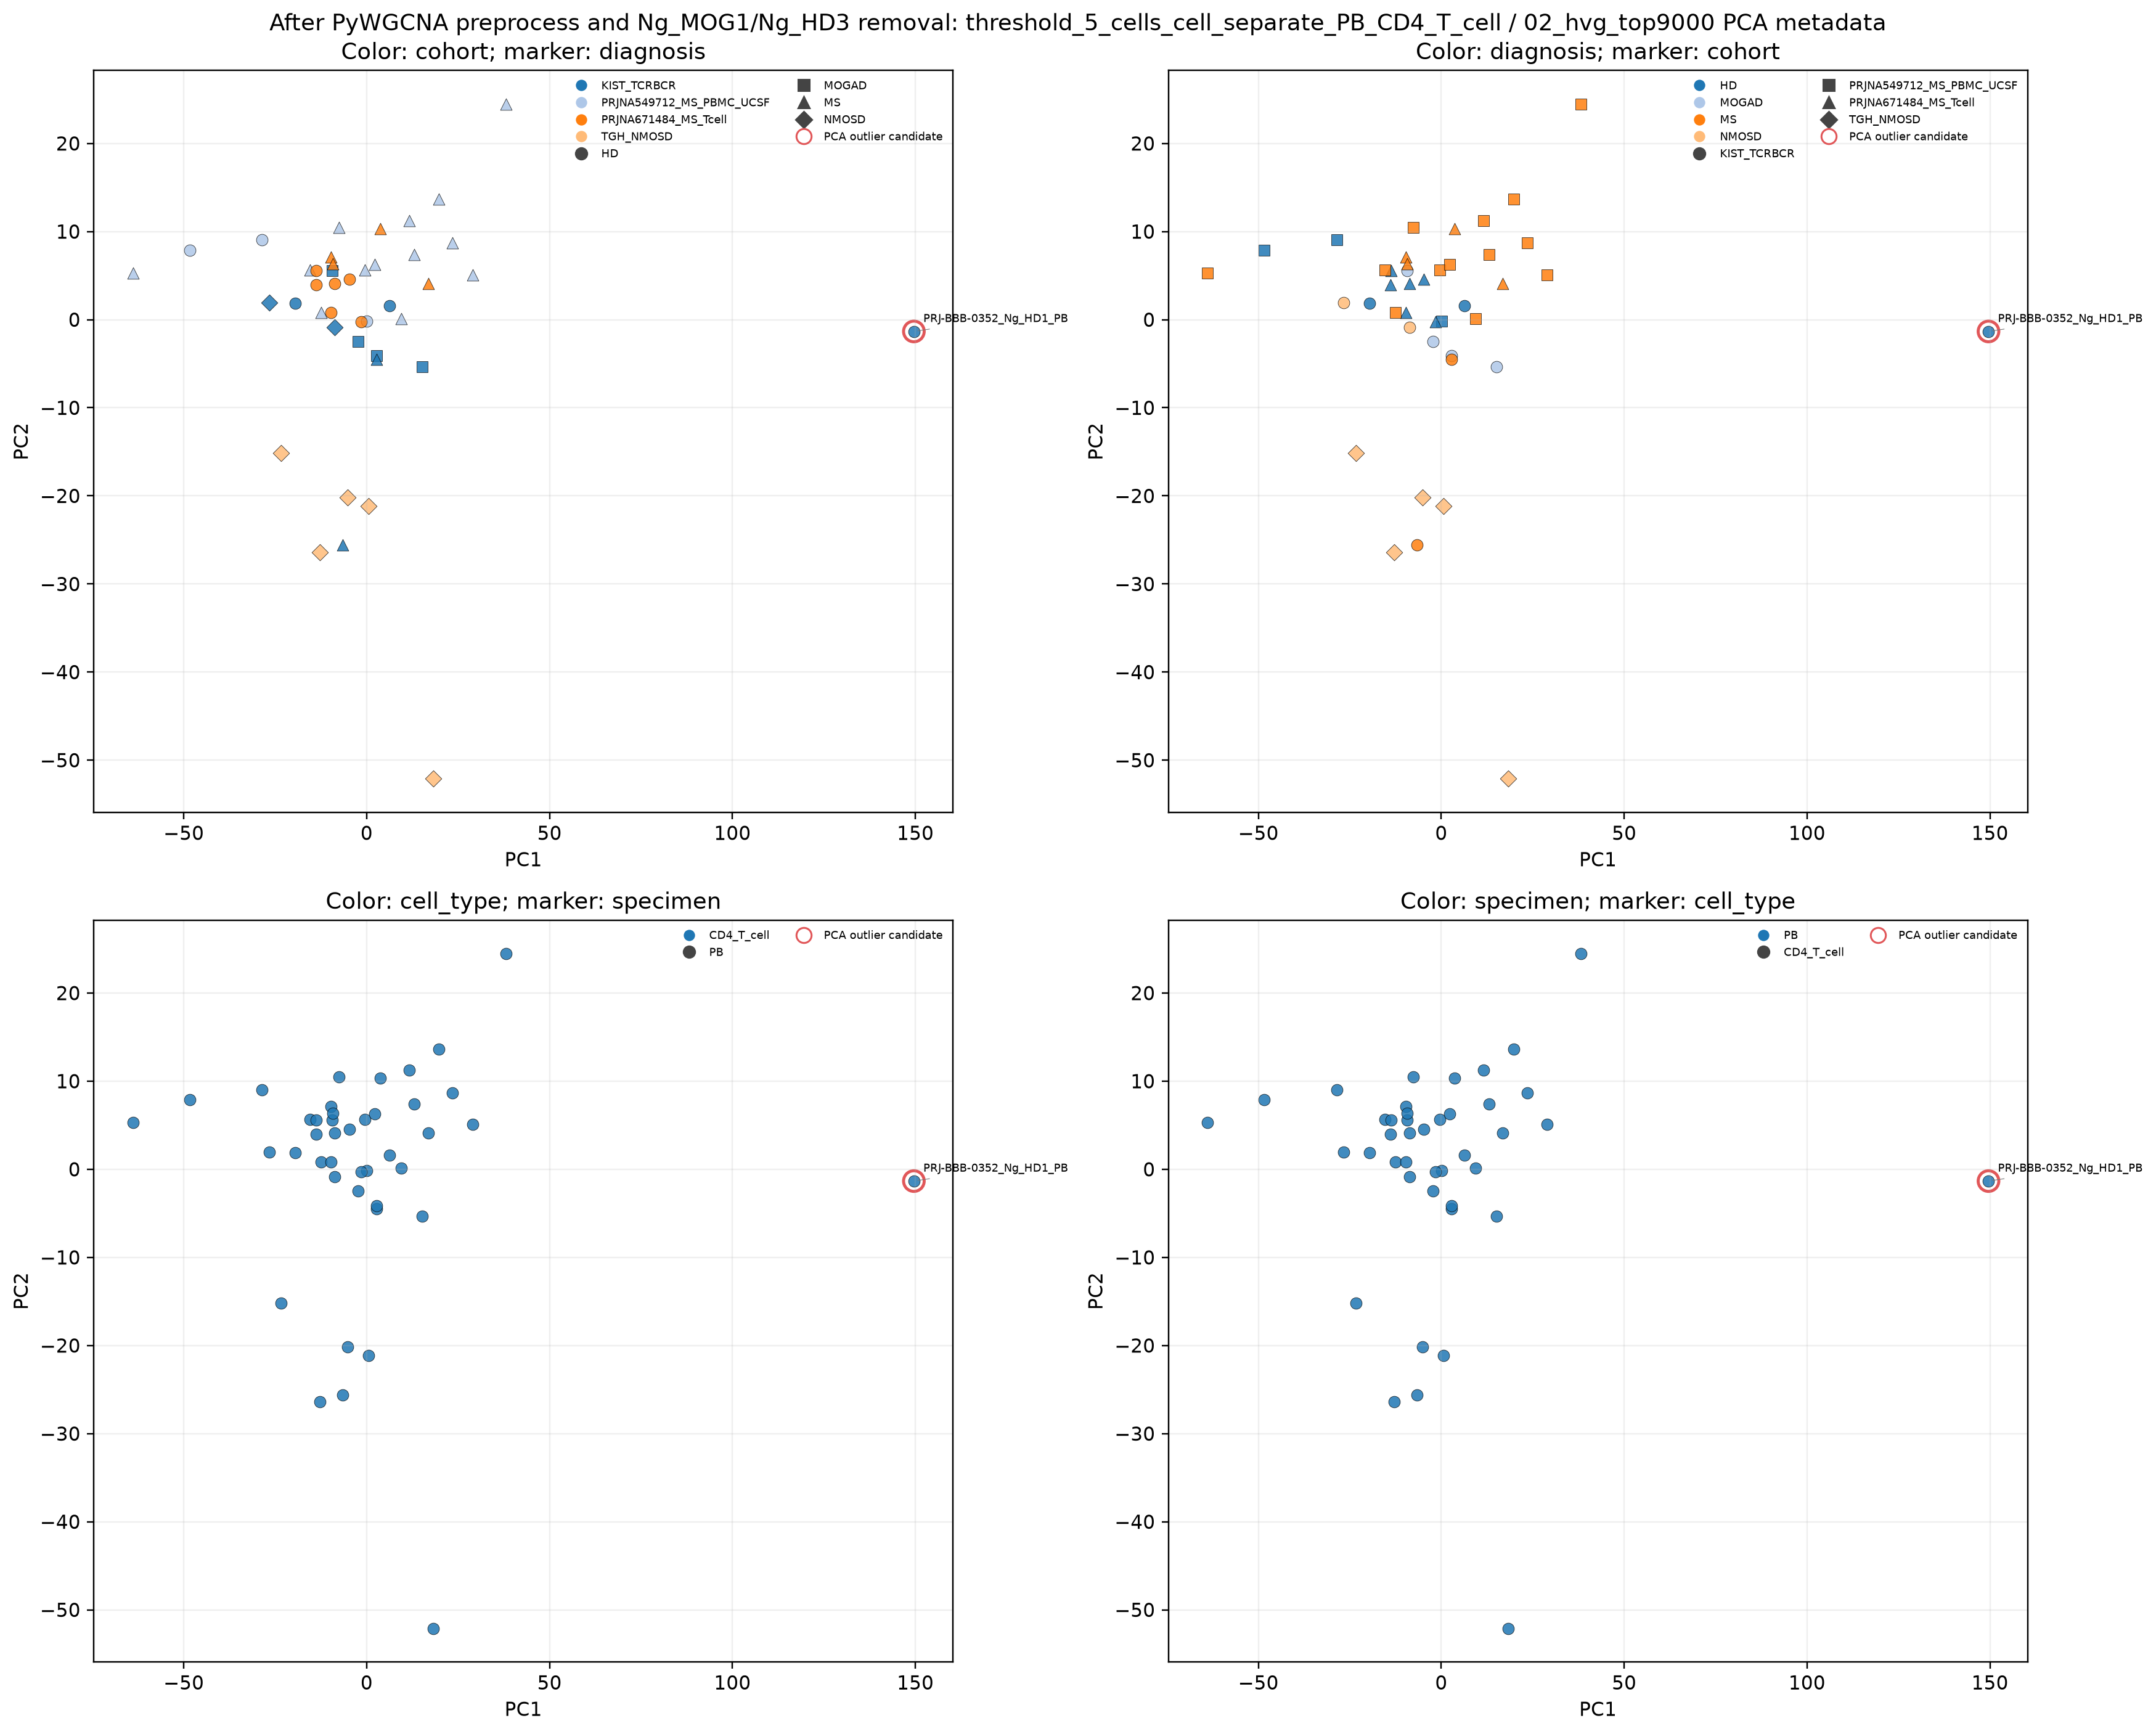 After PyWGCNA preprocess and Ng_MOG1/Ng_HD3 removal: threshold_5_cells_cell_separate_PB_CD4_T_cell / 02_hvg_top9000 PCA metadata
Color: cohort; marker: diagnosis
KIST_TCRBCR
PRJNA549712_MS_PBMC_UCSF
PRJNA671484_MS_Tcell
TGH_NMOSD
HD
MOGAD
MS
NMOSD
PCA outlier candidate
PRJ-BBB-0352_Ng_HD1_PB
20
10
0
−10
−20
−30
−40
−50
PC2
−50
0
50
100
150
PC1
Color: diagnosis; marker: cohort
HD
MOGAD
MS
NMOSD
KIST_TCRBCR
PRJNA549712_MS_PBMC_UCSF
PRJNA671484_MS_Tcell
TGH_NMOSD
PCA outlier candidate
PRJ-BBB-0352_Ng_HD1_PB
20
10
0
−10
−20
−30
−40
−50
PC2
−50
0
50
100
150
PC1
Color: cell_type; marker: specimen
CD4_T_cell
PB
PCA outlier candidate
PRJ-BBB-0352_Ng_HD1_PB
20
10
0
−10
−20
−30
−40
−50
PC2
−50
0
50
100
150
PC1
Color: specimen; marker: cell_type
PB
CD4_T_cell
PCA outlier candidate
PRJ-BBB-0352_Ng_HD1_PB
20
10
0
−10
−20
−30
−40
−50
PC2
−50
0
50
100
150
PC1